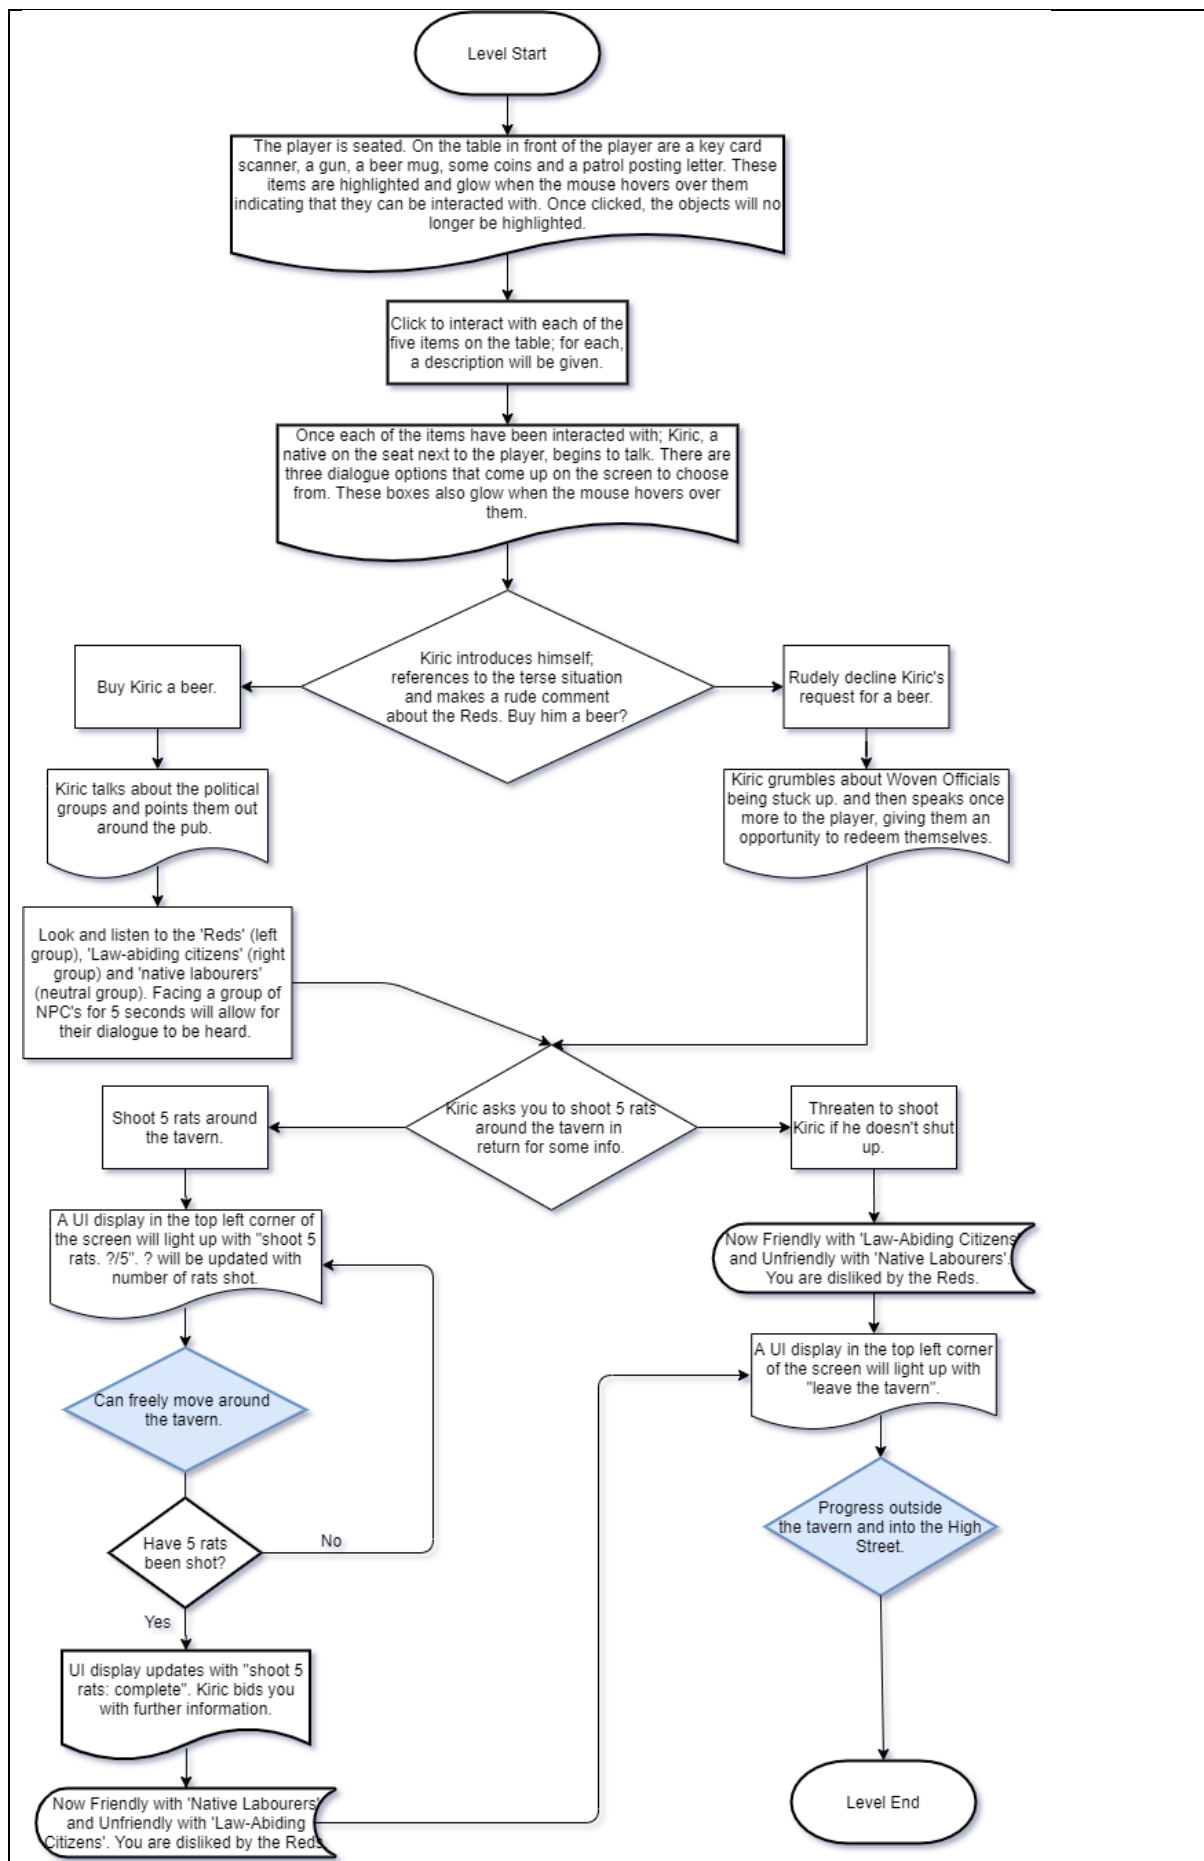 Level Start
The player is seated. On the table in front of the player are a key card
scanner, a gun, a beer mug, some coins and a patrol posting letter. These
items are highlighted and glow when the mouse hovers over them
indicating that they can be interacted with. Once clicked, the objects will no
longer be highlighted.
Click to interact with each of the
five items on the table; for each,
a description will be given.
Once each of the items have been interacted with; Kiric, a
native on the seat next to the player, begins to talk. There are
three dialogue options that come up on the screen to choose
from. These boxes also glow when the mouse hovers over
them.
Kiric introduces himself;
references to the terse situation
and makes a rude comment
about the Reds. Buy him a beer?
Buy Kiric a beer.
Rudely decline Kiric's
request for a beer.
Kiric talks about the political
groups and points them out
around the pub.
Kiric grumbles about Woven Officials
being stuck up. and then speaks once
more to the player, giving them an
opportunity to redeem themselves.
Look and listen to the 'Reds' (left
group), 'Law-abiding citizens' (right
group) and 'native labourers'
(neutral group). Facing a group of
NPC's for 5 seconds will allow for
their dialogue to be heard.
Kiric asks you to shoot 5 rats
around the tavern in
return for some info.
Shoot 5 rats around
the tavern.
Threaten to shoot
Kiric if he doesn't shut
up.
A UI display in the top left corner of
the screen will light up with "shoot 5
rats. ?/5". ? will be updated with
number of rats shot.
Now Friendly with 'Law-Abiding Citizens'
and Unfriendly with 'Native Labourers'.
You are disliked by the Reds.
A UI display in the top left corner
of the screen will light up with
"leave the tavern".
Can freely move around
the tavern.
Progress outside
the tavern and into the High
Street.
Have 5 rats
been shot?
No
Yes
UI display updates with "shoot 5
rats: complete". Kiric bids you
with further information.
Now Friendly with 'Native Labourers'
and Unfriendly with 'Law-Abiding
Citizens'. You are disliked by the Reds.
Level End